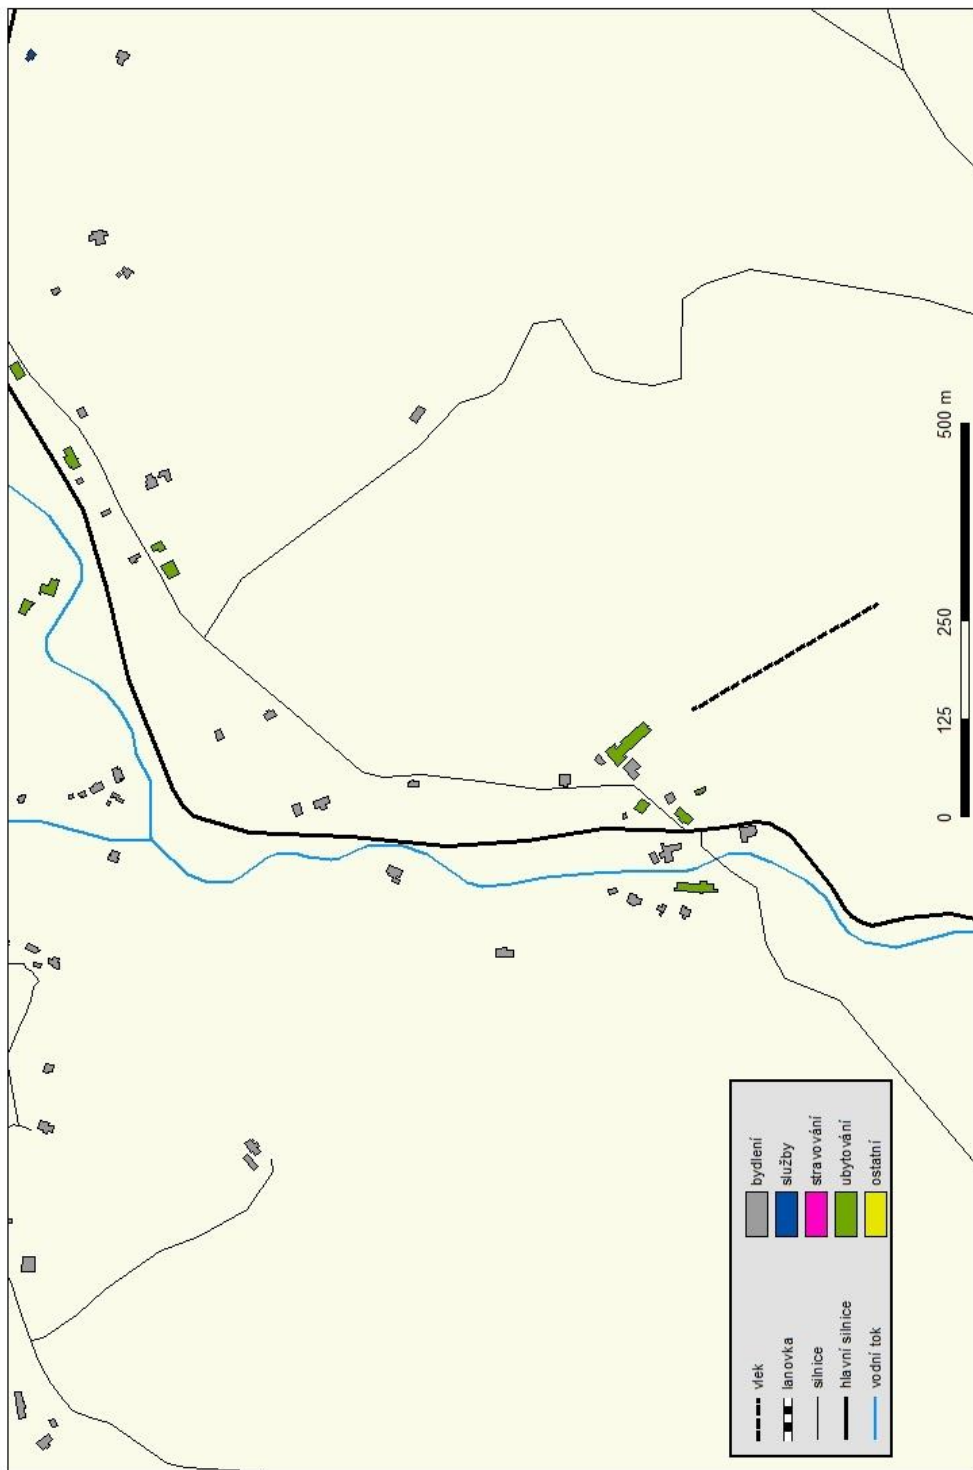 vlek
lanovka
silnice
hlavní silnice
vodní tok
bydlení
služby
stravování
ubytování
ostatní
0 125 250 500 m